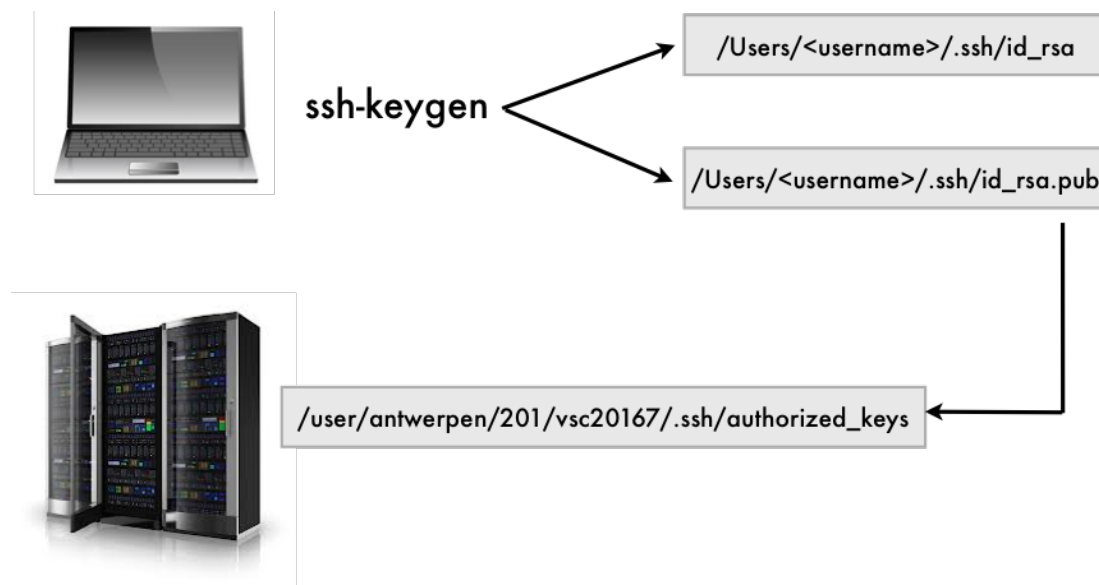 /Users/<username>/.ssh/id_rsa
ssh-keygen
/Users/<username>/.ssh/id_rsa.pub
/user/antwerpen/201/vsc20167/.ssh/authorized_keys